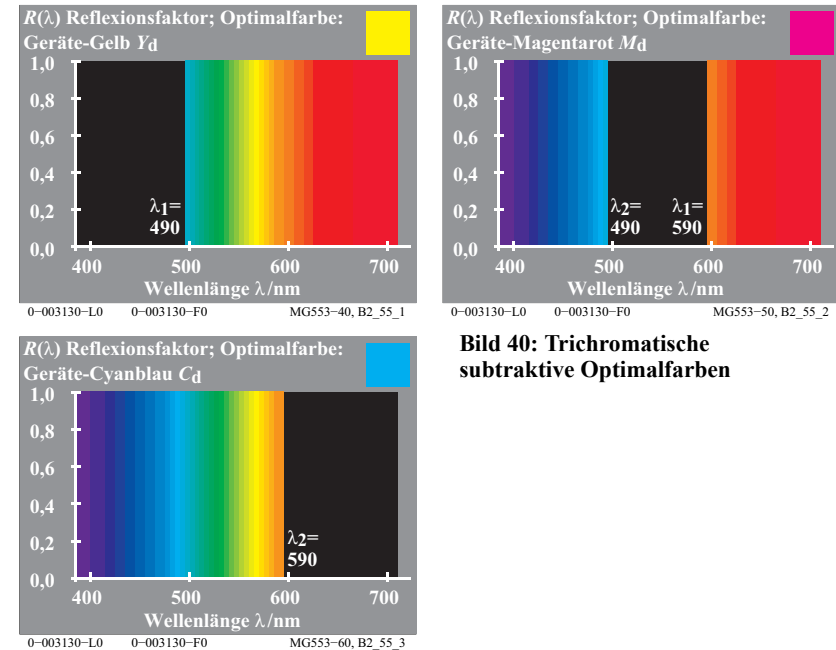 R(λ) Reflexionsfaktor; Optimalfarbe:
Geräte-Gelb Yd
1,0
0,8
0,6
0,4
0,2
0,0
λ1=
490
400 500 600 700
Wellenlänge λ/nm
0−003130−L0 0−003130−F0 MG553−40, B2_55_1
R(λ) Reflexionsfaktor; Optimalfarbe:
Geräte-Magentarot Md
1,0
0,8
0,6
0,4
0,2
0,0
λ2= λ1=
490 590
400 500 600 700
Wellenlänge λ/nm
0−003130−L0 0−003130−F0 MG553−50, B2_55_2
R(λ) Reflexionsfaktor; Optimalfarbe:
Geräte-Cyanblau Cd
1,0
0,8
0,6
0,4
0,2
0,0
λ2=
590
400 500 600 700
Wellenlänge λ/nm
0−003130−L0 0−003130−F0 MG553−60, B2_55_3
Bild 40: Trichromatische
subtraktive Optimalfarben